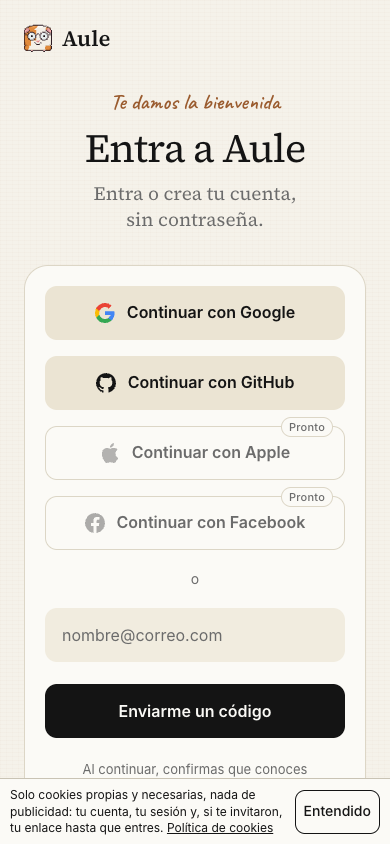 Aule
Te damos la bienvenida
Entra a Aule
Entra o crea tu cuenta,
sin contraseña.
Continuar con Google
Continuar con GitHub
Pronto
Continuar con Apple
Pronto
Continuar con Facebook
o
nombre@correo.com
Enviarme un código
Al continuar, confirmas que conoces
Solo cookies propias y necesarias, nada de
publicidad: tu cuenta, tu sesión y, si te invitaron,
tu enlace hasta que entres. Política de cookies
Entendido